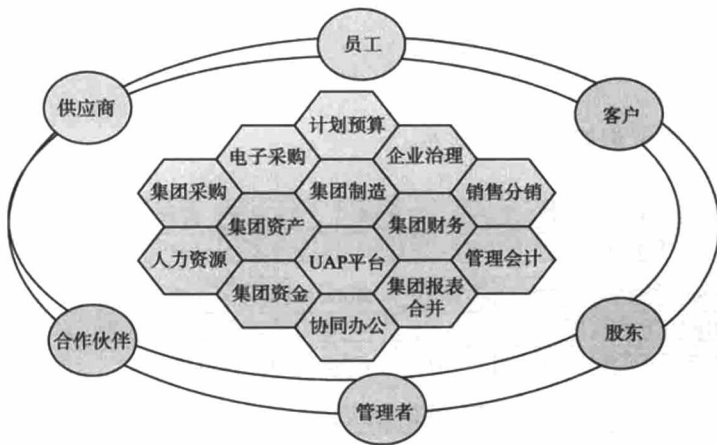 员工
供应商
客户
计划预算
电子采购
企业治理
集团采购
集团制造
销售分销
集团资产
集团财务
人力资源
UAP平台
管理会计
集团资金
集团报表
合并
协同办公
合作伙伴
股东
管理者